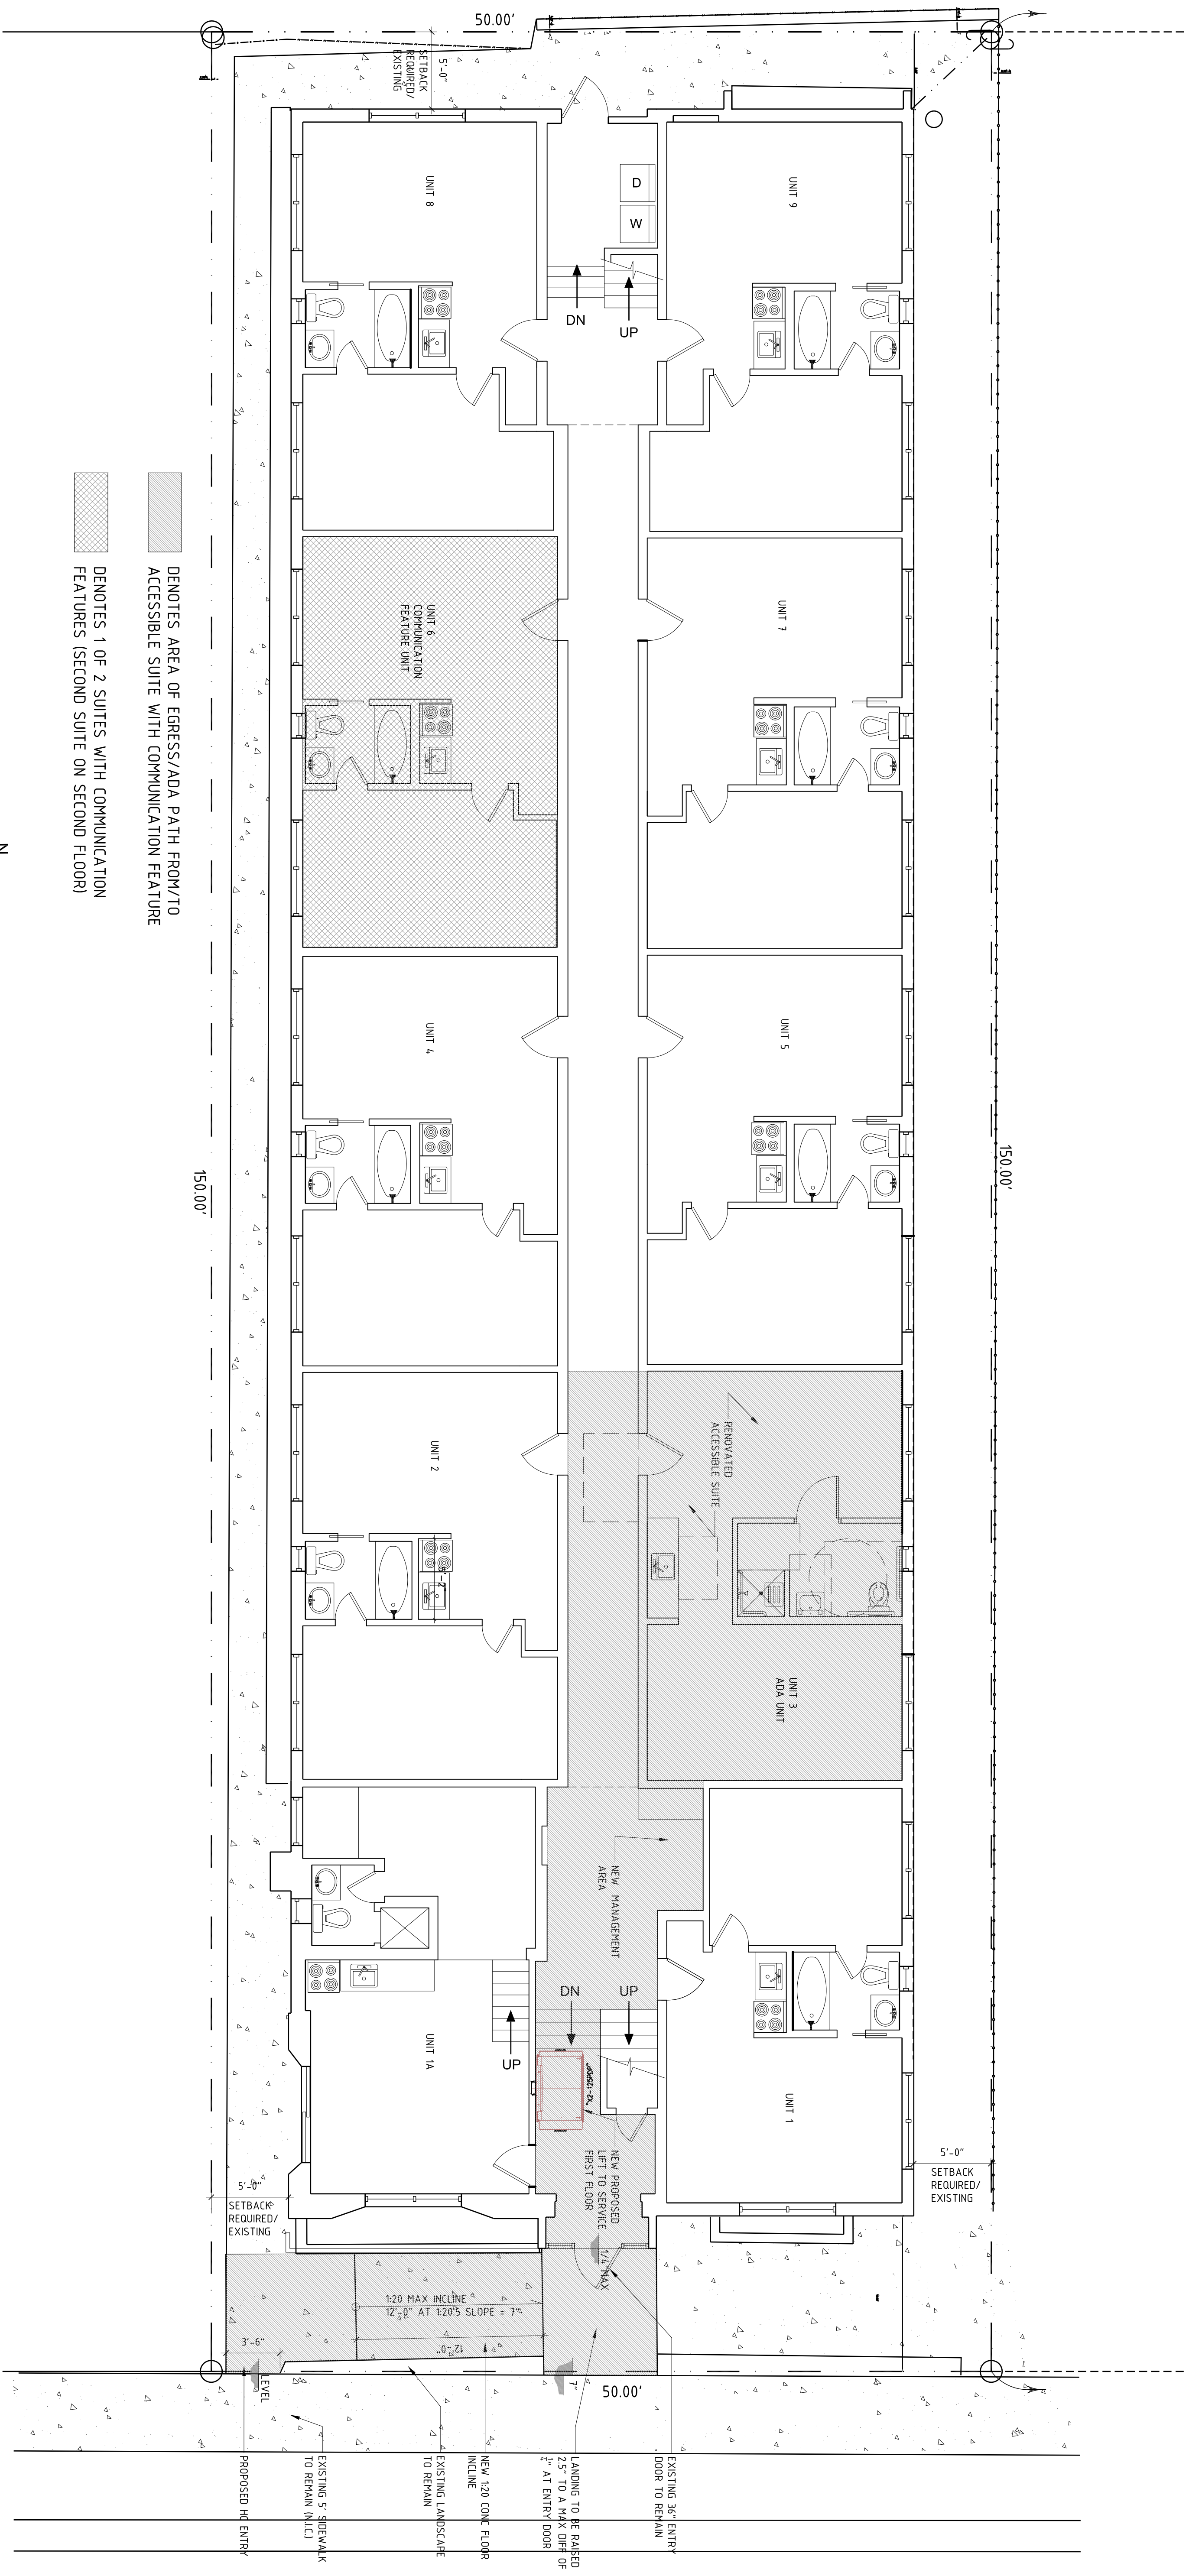 50.00'
5'-0"
SETBACK
REQUIRED/
EXISTING
UNIT 8
D
W
UNIT 9
DN
UP
DENOTES AREA OF EGRESS/ADA PATH FROM/TO
ACCESSIBLE SUITE WITH COMMUNICATION FEATURE
DENOTES 1 OF 2 SUITES WITH COMMUNICATION
FEATURES (SECOND SUITE ON SECOND FLOOR)
UNIT 6
COMMUNICATION
FEATURE UNIT
UNIT 7
N
UNIT 4
UNIT 5
150.00'
150.00'
UNIT 2
5'-2"
RENOVATED
ACCESSIBLE SUITE
UNIT 3
ADA UNIT
NEW MANAGEMENT
AREA
DN
UP
UP
UNIT 1A
UNIT 1
NEW PROPOSED
LIFT TO SERVICE
FIRST FLOOR
5'-0"
SETBACK
REQUIRED/
EXISTING
5'-0"
SETBACK
REQUIRED/
EXISTING
1/4" MAX
1:20 MAX INCLINE
12'-0" AT 1:20.5 SLOPE = 7"
12'-0"
3'-6"
LEVEL
7"
50.00'
PROPOSED HC ENTRY
EXISTING 5' SIDEWALK
TO REMAIN (N.I.C.)
EXISTING LANDSCAPE
TO REMAIN
NEW 1:20 CONC FLOOR
INCLINE
LANDING TO BE RAISED
2.5" TO A MAX DIFF OF
½" AT ENTRY DOOR
EXISTING 36" ENTRY
DOOR TO REMAIN